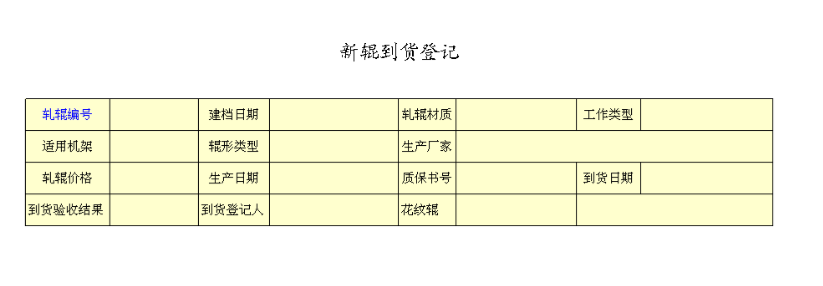 新辊到货登记
轧辊编号 建档日期 轧辊材质 工作类型
适用机架 辊形类型 生产厂家
轧辊价格 生产日期 质保书号 到货日期
到货验收结果 到货登记人 花纹辊